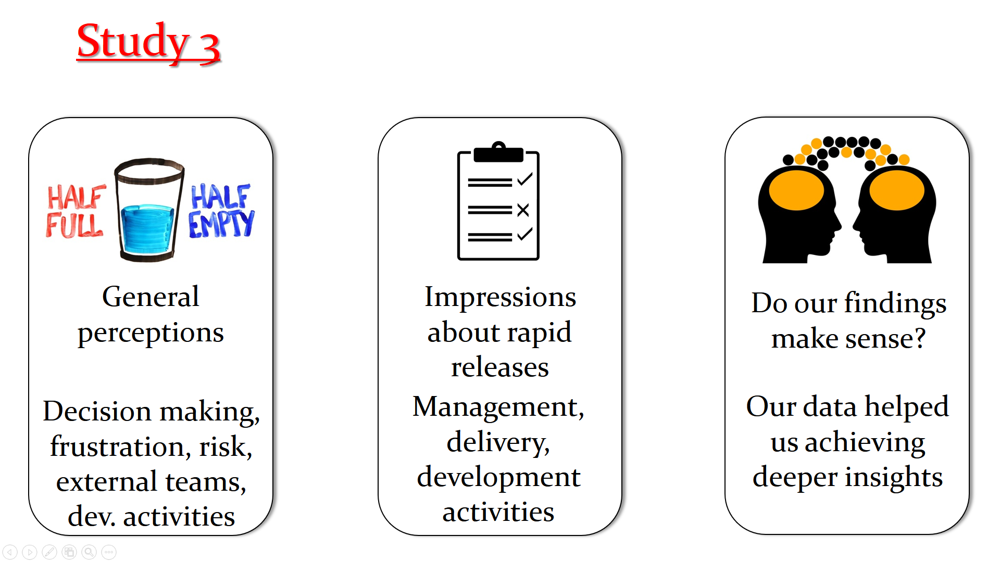 Study 3
HALF
FULL
HALF
EMPTY
General
perceptions
Decision making,
frustration, risk,
external teams,
dev. activities
Impressions
about rapid
releases
Management,
delivery,
development
activities
Do our findings
make sense?
Our data helped
us achieving
deeper insights